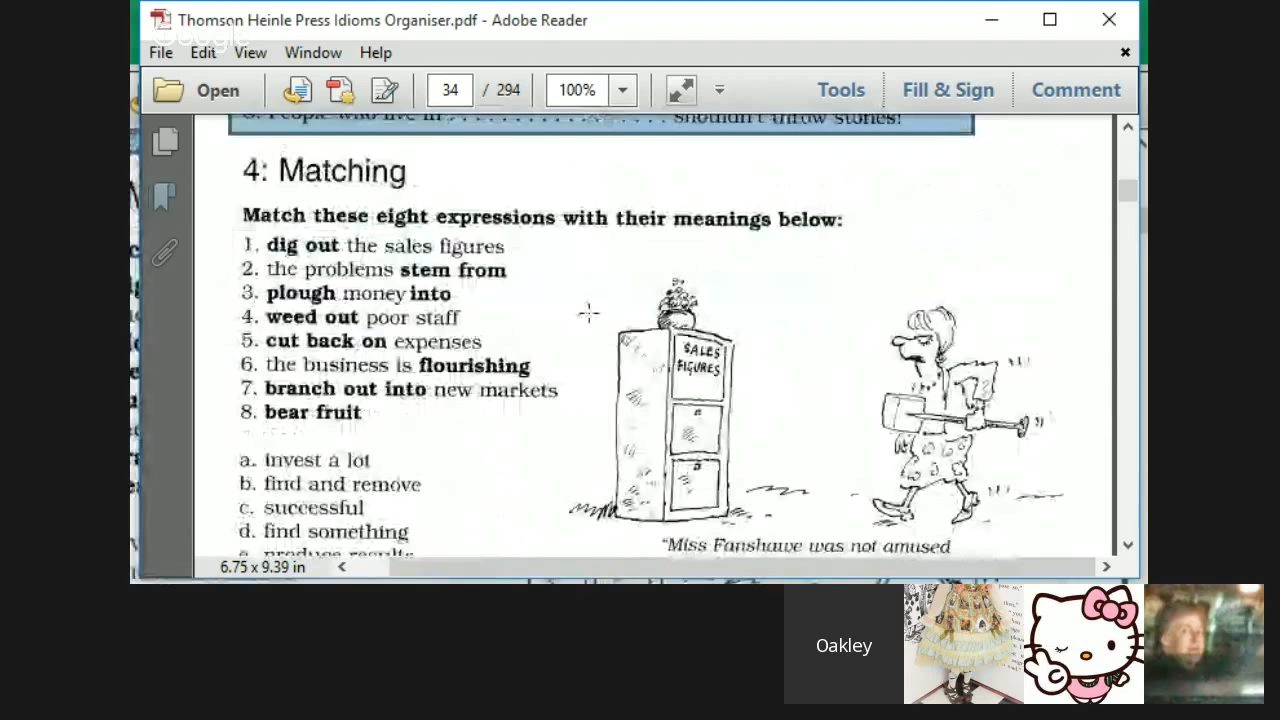 Thomson Heinle Press Idioms Organiser.pdf - Adobe Reader
Google
File Edit View Window Help
Open 34 / 294 100% Tools Fill & Sign Comment
shouldn't throw stones!
4: Matching
Match these eight expressions with their meanings below:
1. dig out the sales figures
2. the problems stem from
3. plough money into
4. weed out poor staff
5. cut back on expenses
6. the business is flourishing
7. branch out into new markets
8. bear fruit
SALES
FIGURES
a. invest a lot
b. find and remove
c. successful
d. find something
e. produce results
"Miss Fanshawe was not amused
6.75 x 9.39 in
Oakley